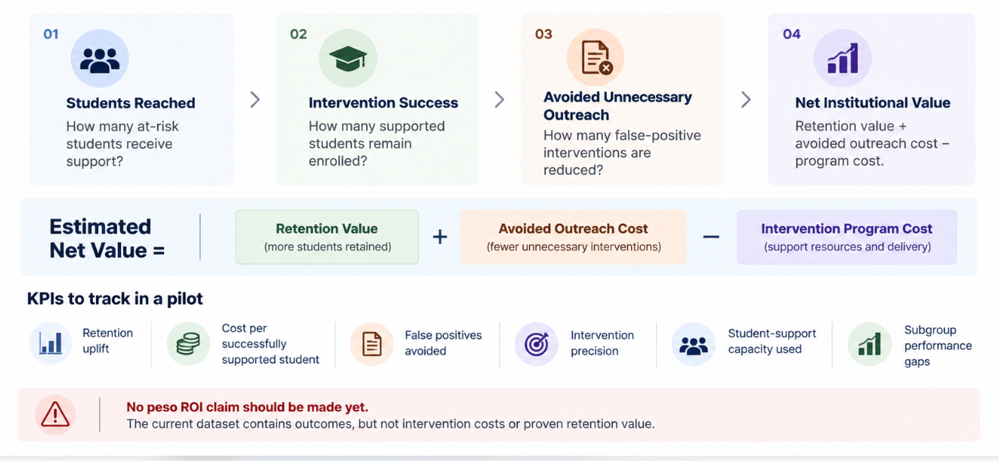 01
Students Reached
How many at-risk
students receive
support?
02
Intervention Success
How many supported
students remain
enrolled?
03
Avoided Unnecessary
Outreach
How many false-positive
interventions are
reduced?
04
Net Institutional Value
Retention value +
avoided outreach cost –
program cost.
Estimated
Net Value =
Retention Value
(more students retained)
+
Avoided Outreach Cost
(fewer unnecessary interventions)
−
Intervention Program Cost
(support resources and delivery)
KPIs to track in a pilot
Retention
uplift
Cost per
successfully
supported student
False positives
avoided
Intervention
precision
Student-support
capacity used
Subgroup
performance
gaps
No peso ROI claim should be made yet.
The current dataset contains outcomes, but not intervention costs or proven retention value.